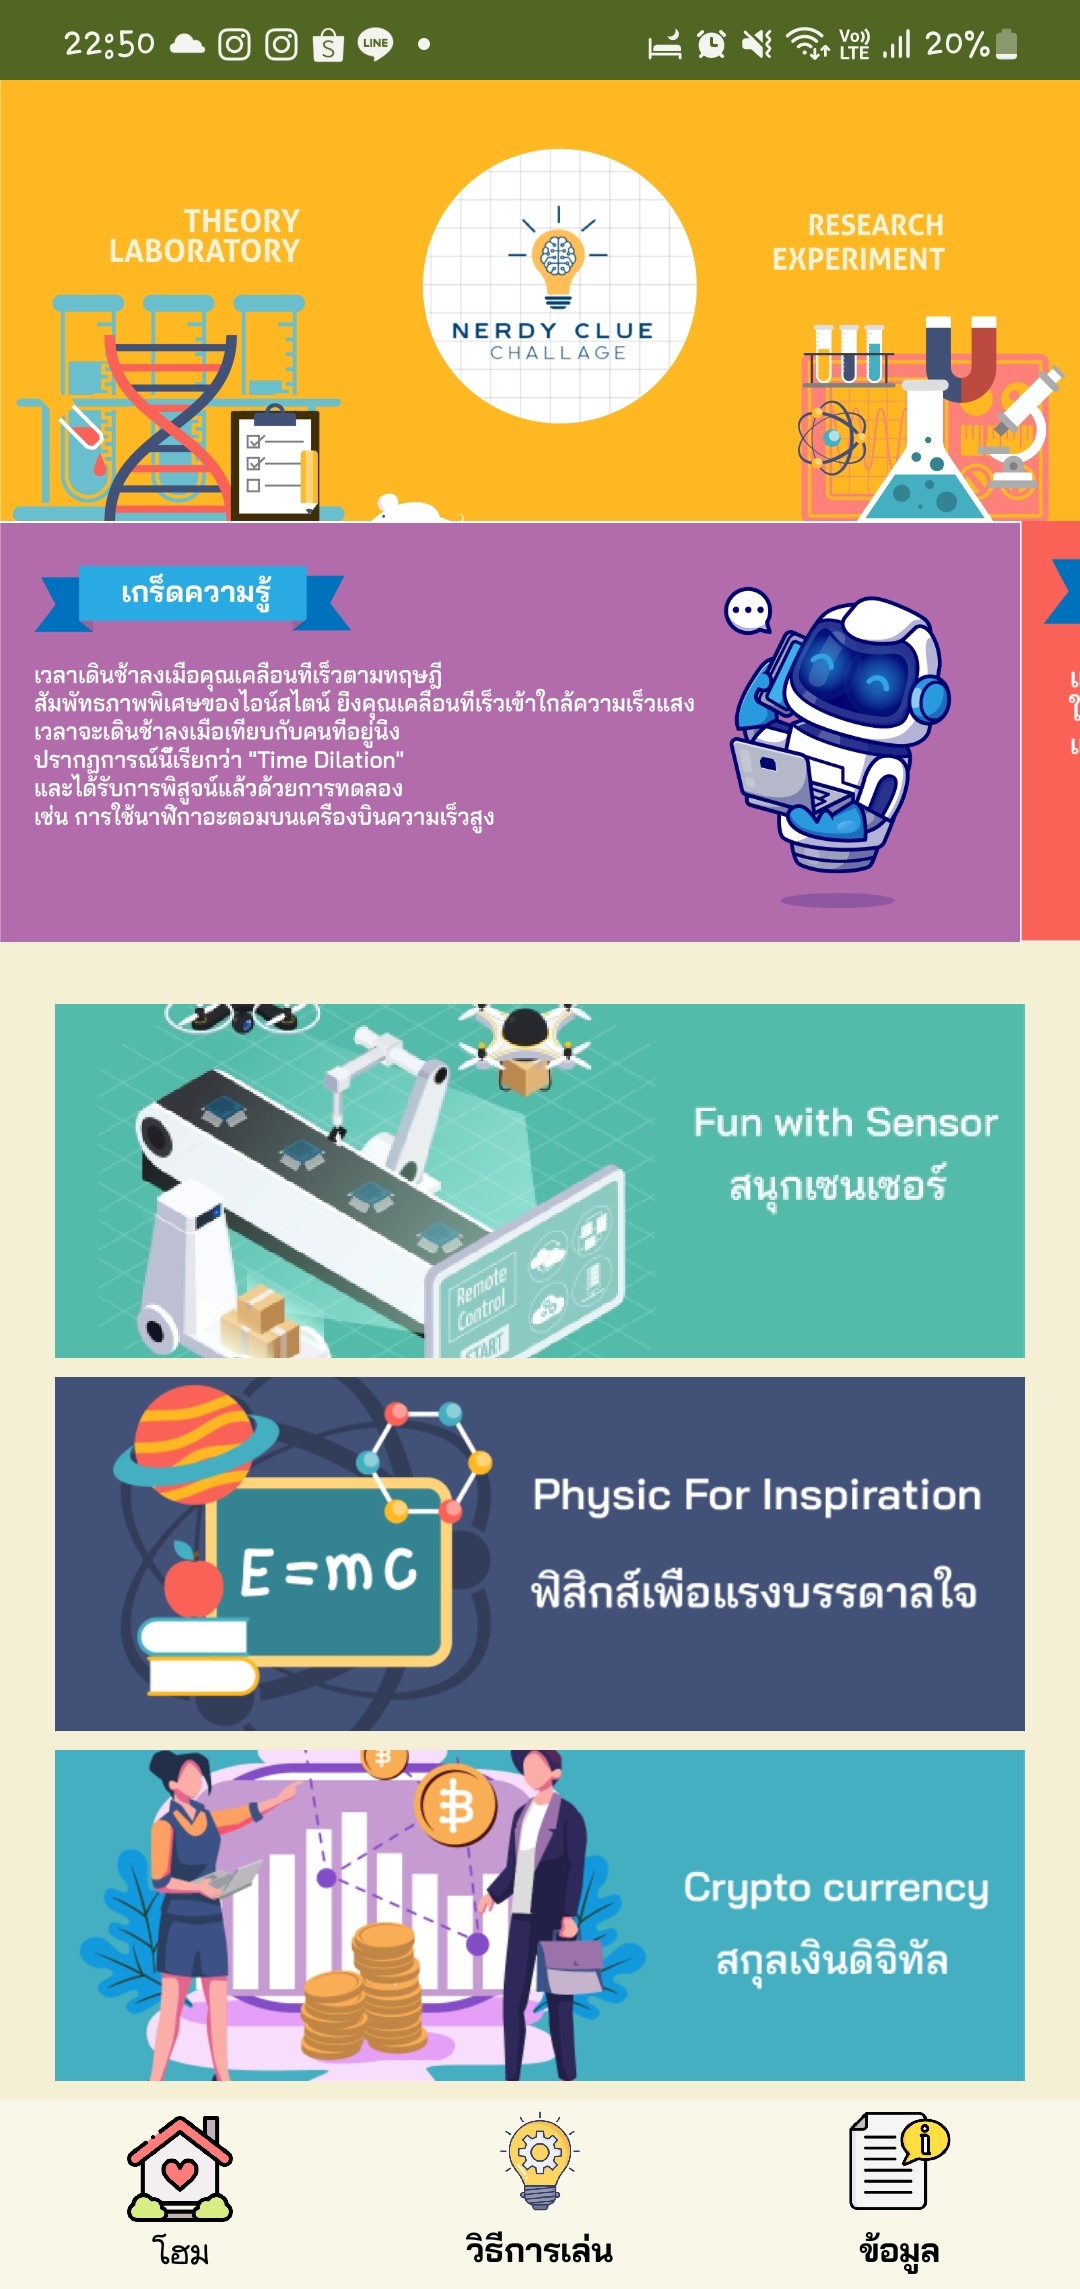 22:50
LINE
Vo))
LTE
20%
THEORY
LABORATORY
NERDY CLUE
CHALLAGE
RESEARCH
EXPERIMENT
เกร็ดความรู้
เวลาเดินช้าลงเมื่อคุณเคลื่อนที่เร็วตามทฤษฎี
สัมพัทธภาพพิเศษของไอน์สไตน์ ยิ่งคุณเคลื่อนที่เร็วเข้าใกล้ความเร็วแสง
เวลาจะเดินช้าลงเมื่อเทียบกับคนที่อยู่นิ่ง
ปรากฏการณ์นี้เรียกว่า "Time Dilation"
และได้รับการพิสูจน์แล้วด้วยการทดลอง
เช่น การใช้นาฬิกาอะตอมบนเครื่องบินความเร็วสูง
Fun with Sensor
สนุกเซนเซอร์
Remote
Control
START
Physic For Inspiration
E=mc
ฟิสิกส์เพื่อแรงบรรดาลใจ
Crypto currency
สกุลเงินดิจิทัล
โฮม
วิธีการเล่น
ข้อมูล